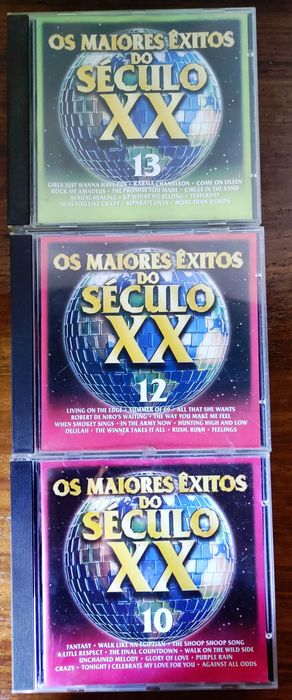 OS MAIORES ÊXITOS
DO
SÉCULO
XX
13
GIRLS JUST WANNA HAVE FUN • KARMA CHAMELEON • COME ON EILEEN
ROCK ME AMADEUS • THE PROMISE YOU MADE • CIRCLE IN THE SAND
SEXUAL HEALING • UP WHERE WE BELONG • YESTERDAY
MISS YOU LIKE CRAZY • SEPARATE LIVES • MORE THAN WORDS
OS MAIORES ÊXITOS
DO
SÉCULO
XX
12
LIVING ON THE EDGE • SUMMER OF 69 • ALL THAT SHE WANTS
ROBERT DE NIRO'S WAITING • THE WAY YOU MAKE ME FEEL
WHEN SMOKEY SINGS • IN THE ARMY NOW • HUNTING HIGH AND LOW
DELILAH • THE WINNER TAKES IT ALL • RUSH, RUSH • FEELINGS
OS MAIORES ÊXITOS
DO
SÉCULO
XX
10
FANTASY • WALK LIKE AN EGYPTIAN • THE SHOOP SHOOP SONG
A LITTLE RESPECT • THE FINAL COUNTDOWN • WALK ON THE WILD SIDE
UNCHAINED MELODY • GLORY OF LOVE • PURPLE RAIN
CRAZY • TONIGHT I CELEBRATE MY LOVE FOR YOU • AGAINST ALL ODDS